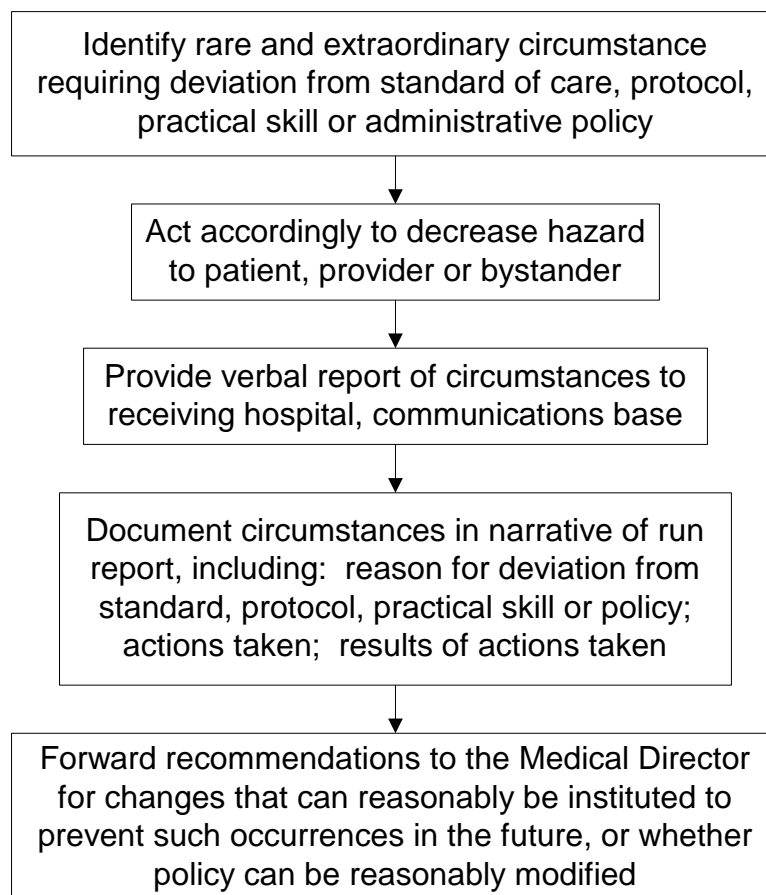 Identify rare and extraordinary circumstance
requiring deviation from standard of care, protocol,
practical skill or administrative policy
Act accordingly to decrease hazard
to patient, provider or bystander
Provide verbal report of circumstances to
receiving hospital, communications base
Document circumstances in narrative of run
report, including:  reason for deviation from
standard, protocol, practical skill or policy;
actions taken;  results of actions taken
Forward recommendations to the Medical Director
for changes that can reasonably be instituted to
prevent such occurrences in the future, or whether
policy can be reasonably modified